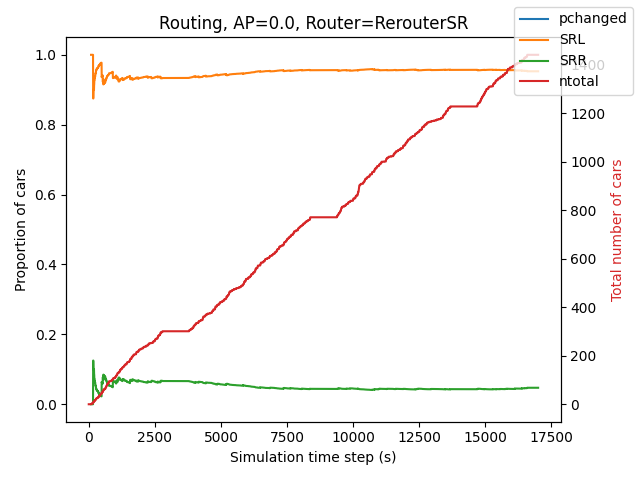 Routing, AP=0.0, Router=RerouterSR
pchanged
SRL
SRR
ntotal
1.0
0.8
0.6
0.4
0.2
0.0
Proportion of cars
1400
1200
1000
800
600
400
200
0
Total number of cars
0 2500 5000 7500 10000 12500 15000 17500
Simulation time step (s)